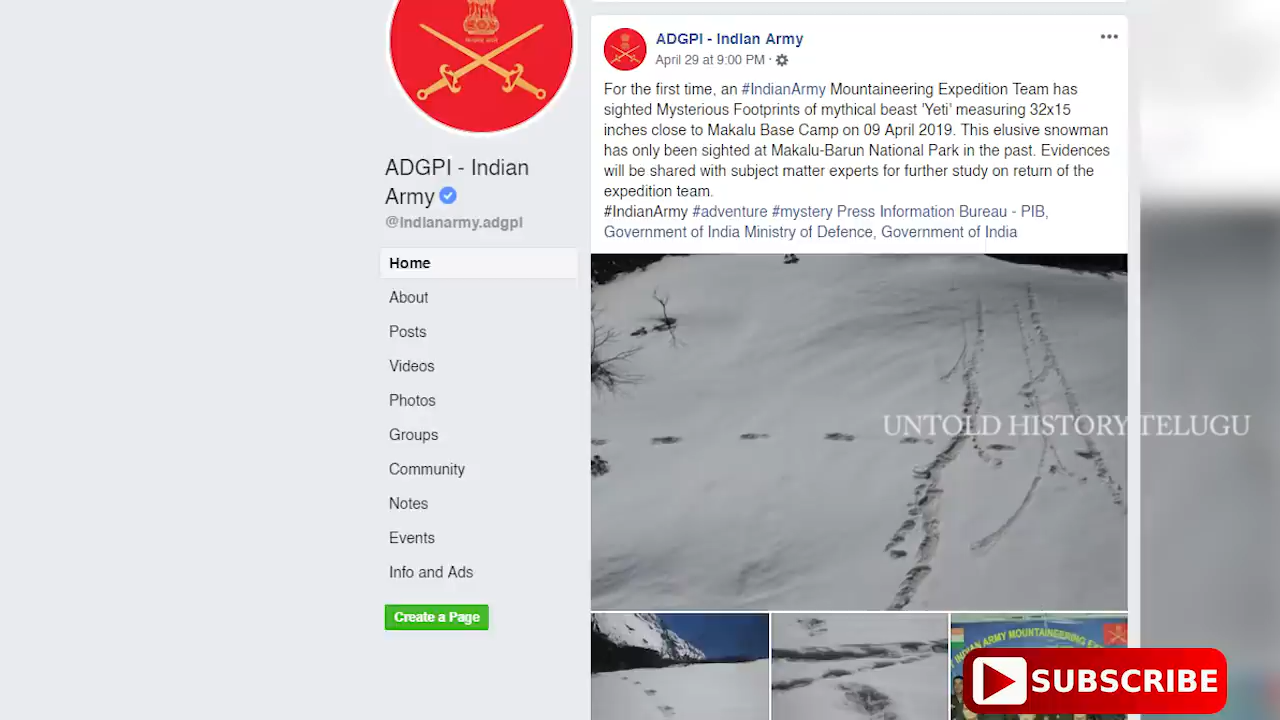 ADGPI - Indian
Army
@indianarmy.adgpi
Home
About
Posts
Videos
Photos
Groups
Community
Notes
Events
Info and Ads
Create a Page
ADGPI - Indian Army
April 29 at 9:00 PM ·
For the first time, an #IndianArmy Mountaineering Expedition Team has
sighted Mysterious Footprints of mythical beast 'Yeti' measuring 32x15
inches close to Makalu Base Camp on 09 April 2019. This elusive snowman
has only been sighted at Makalu-Barun National Park in the past. Evidences
will be shared with subject matter experts for further study on return of the
expedition team.
#IndianArmy #adventure #mystery Press Information Bureau - PIB,
Government of India Ministry of Defence, Government of India
UNTOLD HISTORY TELUGU
INDIAN ARMY MOUNTAINEERING
SUBSCRIBE